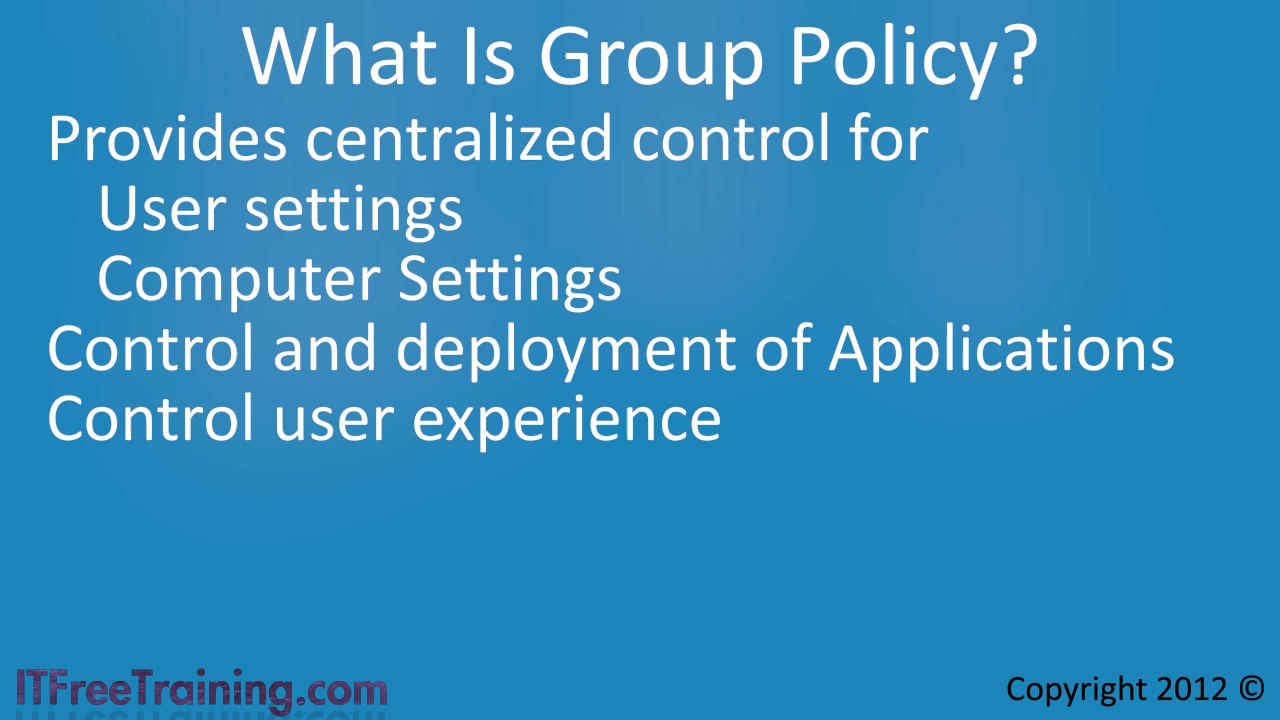 What Is Group Policy?
Provides centralized control for
User settings
Computer Settings
Control and deployment of Applications
Control user experience
ITFreeTraining.com
Copyright 2012 ©